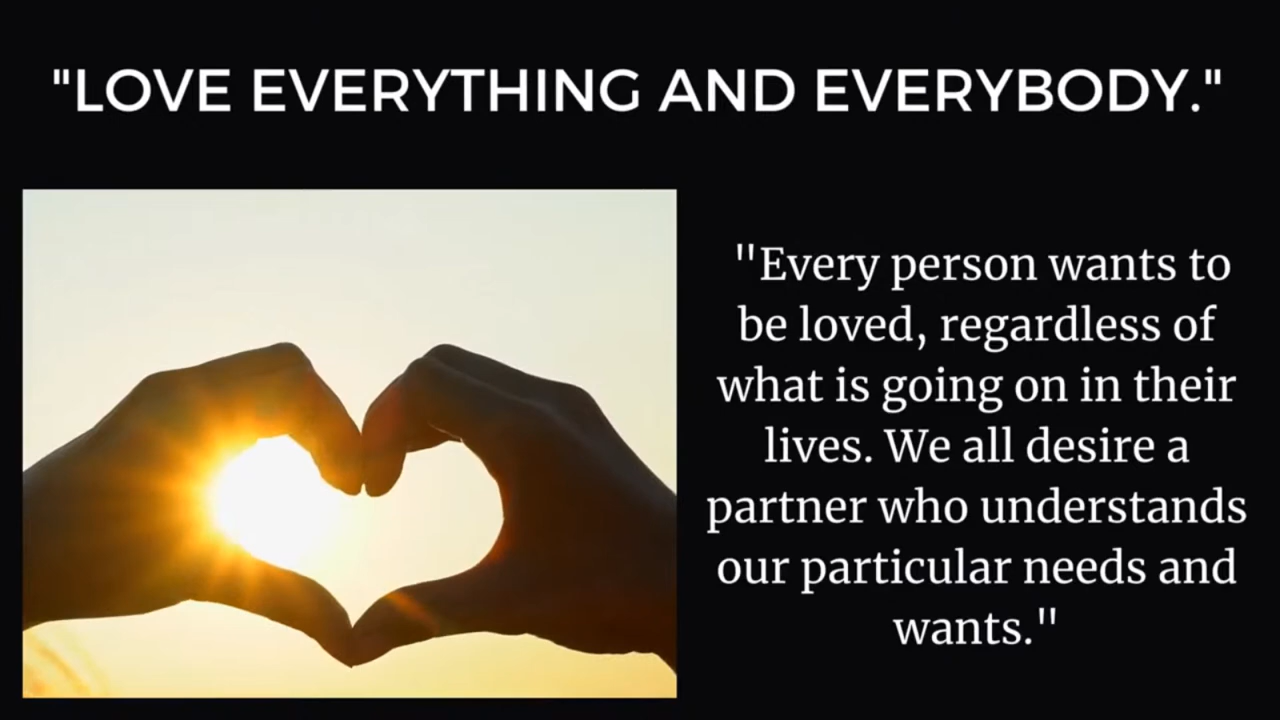 "LOVE EVERYTHING AND EVERYBODY."
"Every person wants to
be loved, regardless of
what is going on in their
lives. We all desire a
partner who understands
our particular needs and
wants."